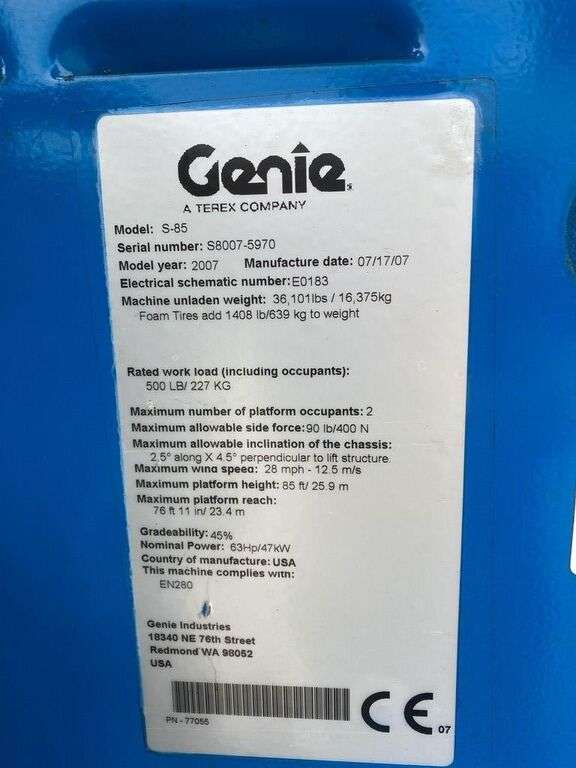 Genie
A TEREX COMPANY
Model: S-85
Serial number: S8007-5970
Model year: 2007 Manufacture date: 07/17/07
Electrical schematic number:E0183
Machine unladen weight: 36,101lbs / 16,375kg
Foam Tires add 1408 lb/639 kg to weight
Rated work load (including occupants):
500 LB/ 227 KG
Maximum number of platform occupants: 2
Maximum allowable side force:90 lb/400 N
Maximum allowable inclination of the chassis:
2.5° along X 4.5° perpendicular to lift structure
Maximum wind speed: 28 mph - 12.5 m/s
Maximum platform height: 85 ft/ 25.9 m
Maximum platform reach:
76 ft 11 in/ 23.4 m
Gradeability: 45%
Nominal Power: 63Hp/47kW
Country of manufacture: USA
This machine complies with:
EN280
Genie Industries
18340 NE 76th Street
Redmond WA 98052
USA
PN - 77055
CE 07